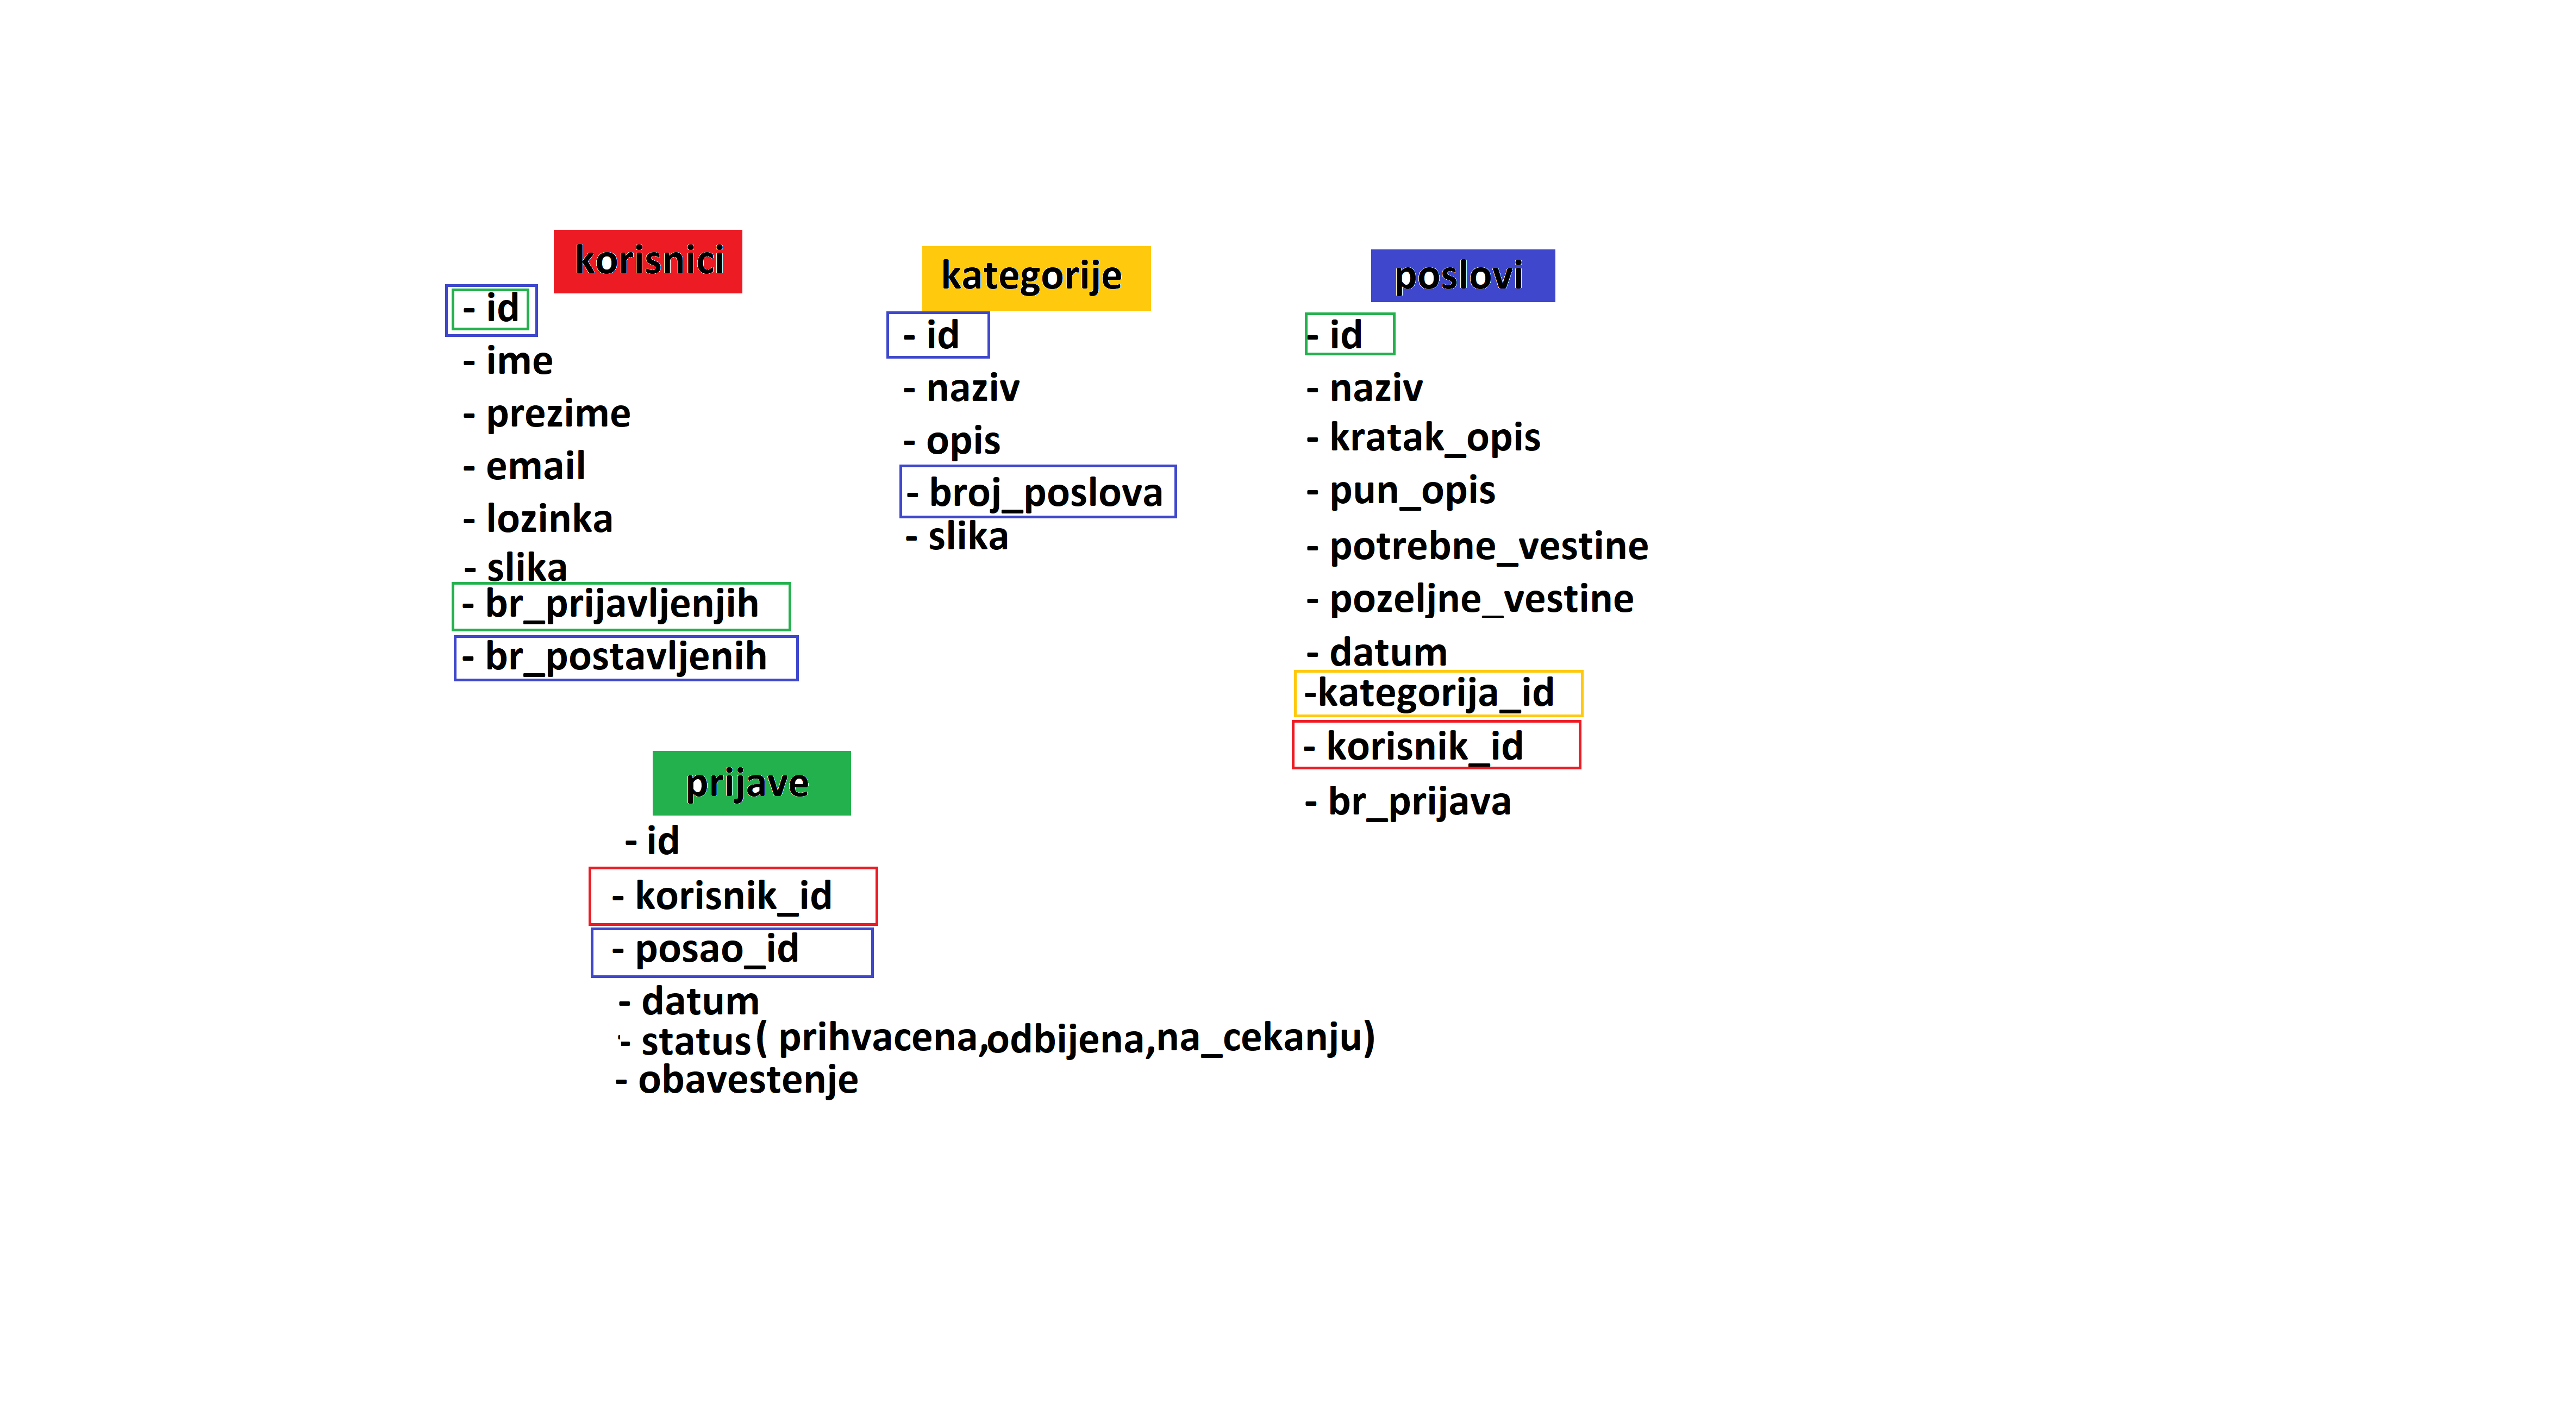 korisnici
- id
- ime
- prezime
- email
- lozinka
- slika
- br_prijavljenjih
- br_postavljenih
kategorije
- id
- naziv
- opis
- broj_poslova
- slika
poslovi
- id
- naziv
- kratak_opis
- pun_opis
- potrebne_vestine
- pozeljne_vestine
- datum
-kategorija_id
- korisnik_id
- br_prijava
prijave
- id
- korisnik_id
- posao_id
- datum
- status( prihvacena,odbijena,na_cekanju)
- obavestenje